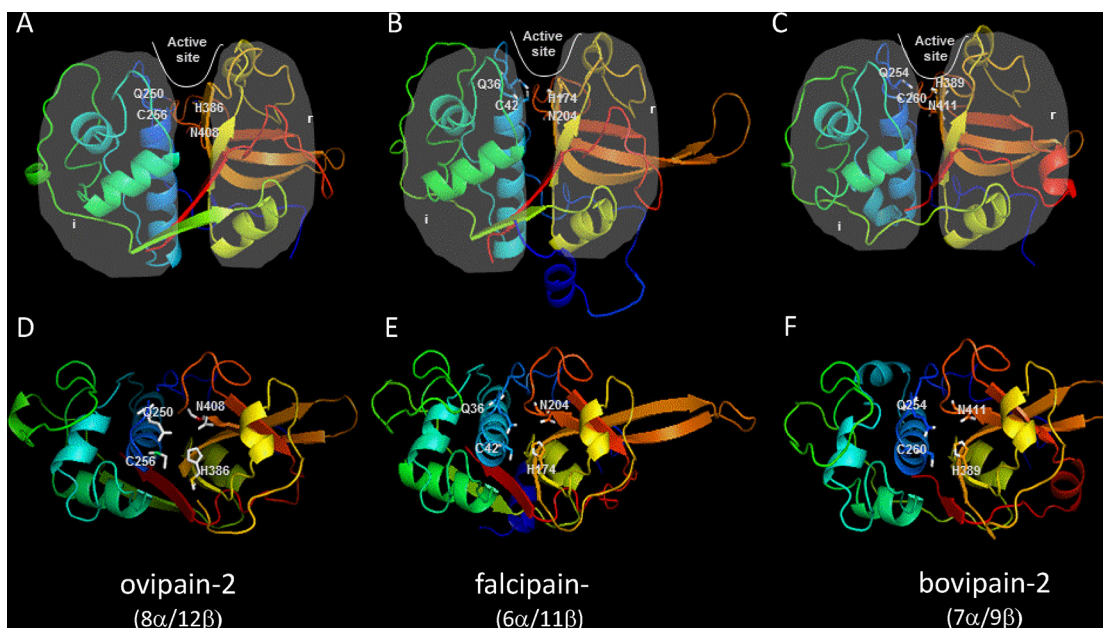 A
Active
site
Q250
C256
H386
N408
r
i
B
Active
site
Q36
C42
H174
N204
r
i
C
Active
site
Q254
C260
H389
N411
r
i
D
Q250
N408
C256
H386
E
Q36
N204
C42
H174
F
Q254
N411
C260
H389
ovipain-2
(8α/12β)
falcipain-
(6α/11β)
bovipain-2
(7α/9β)